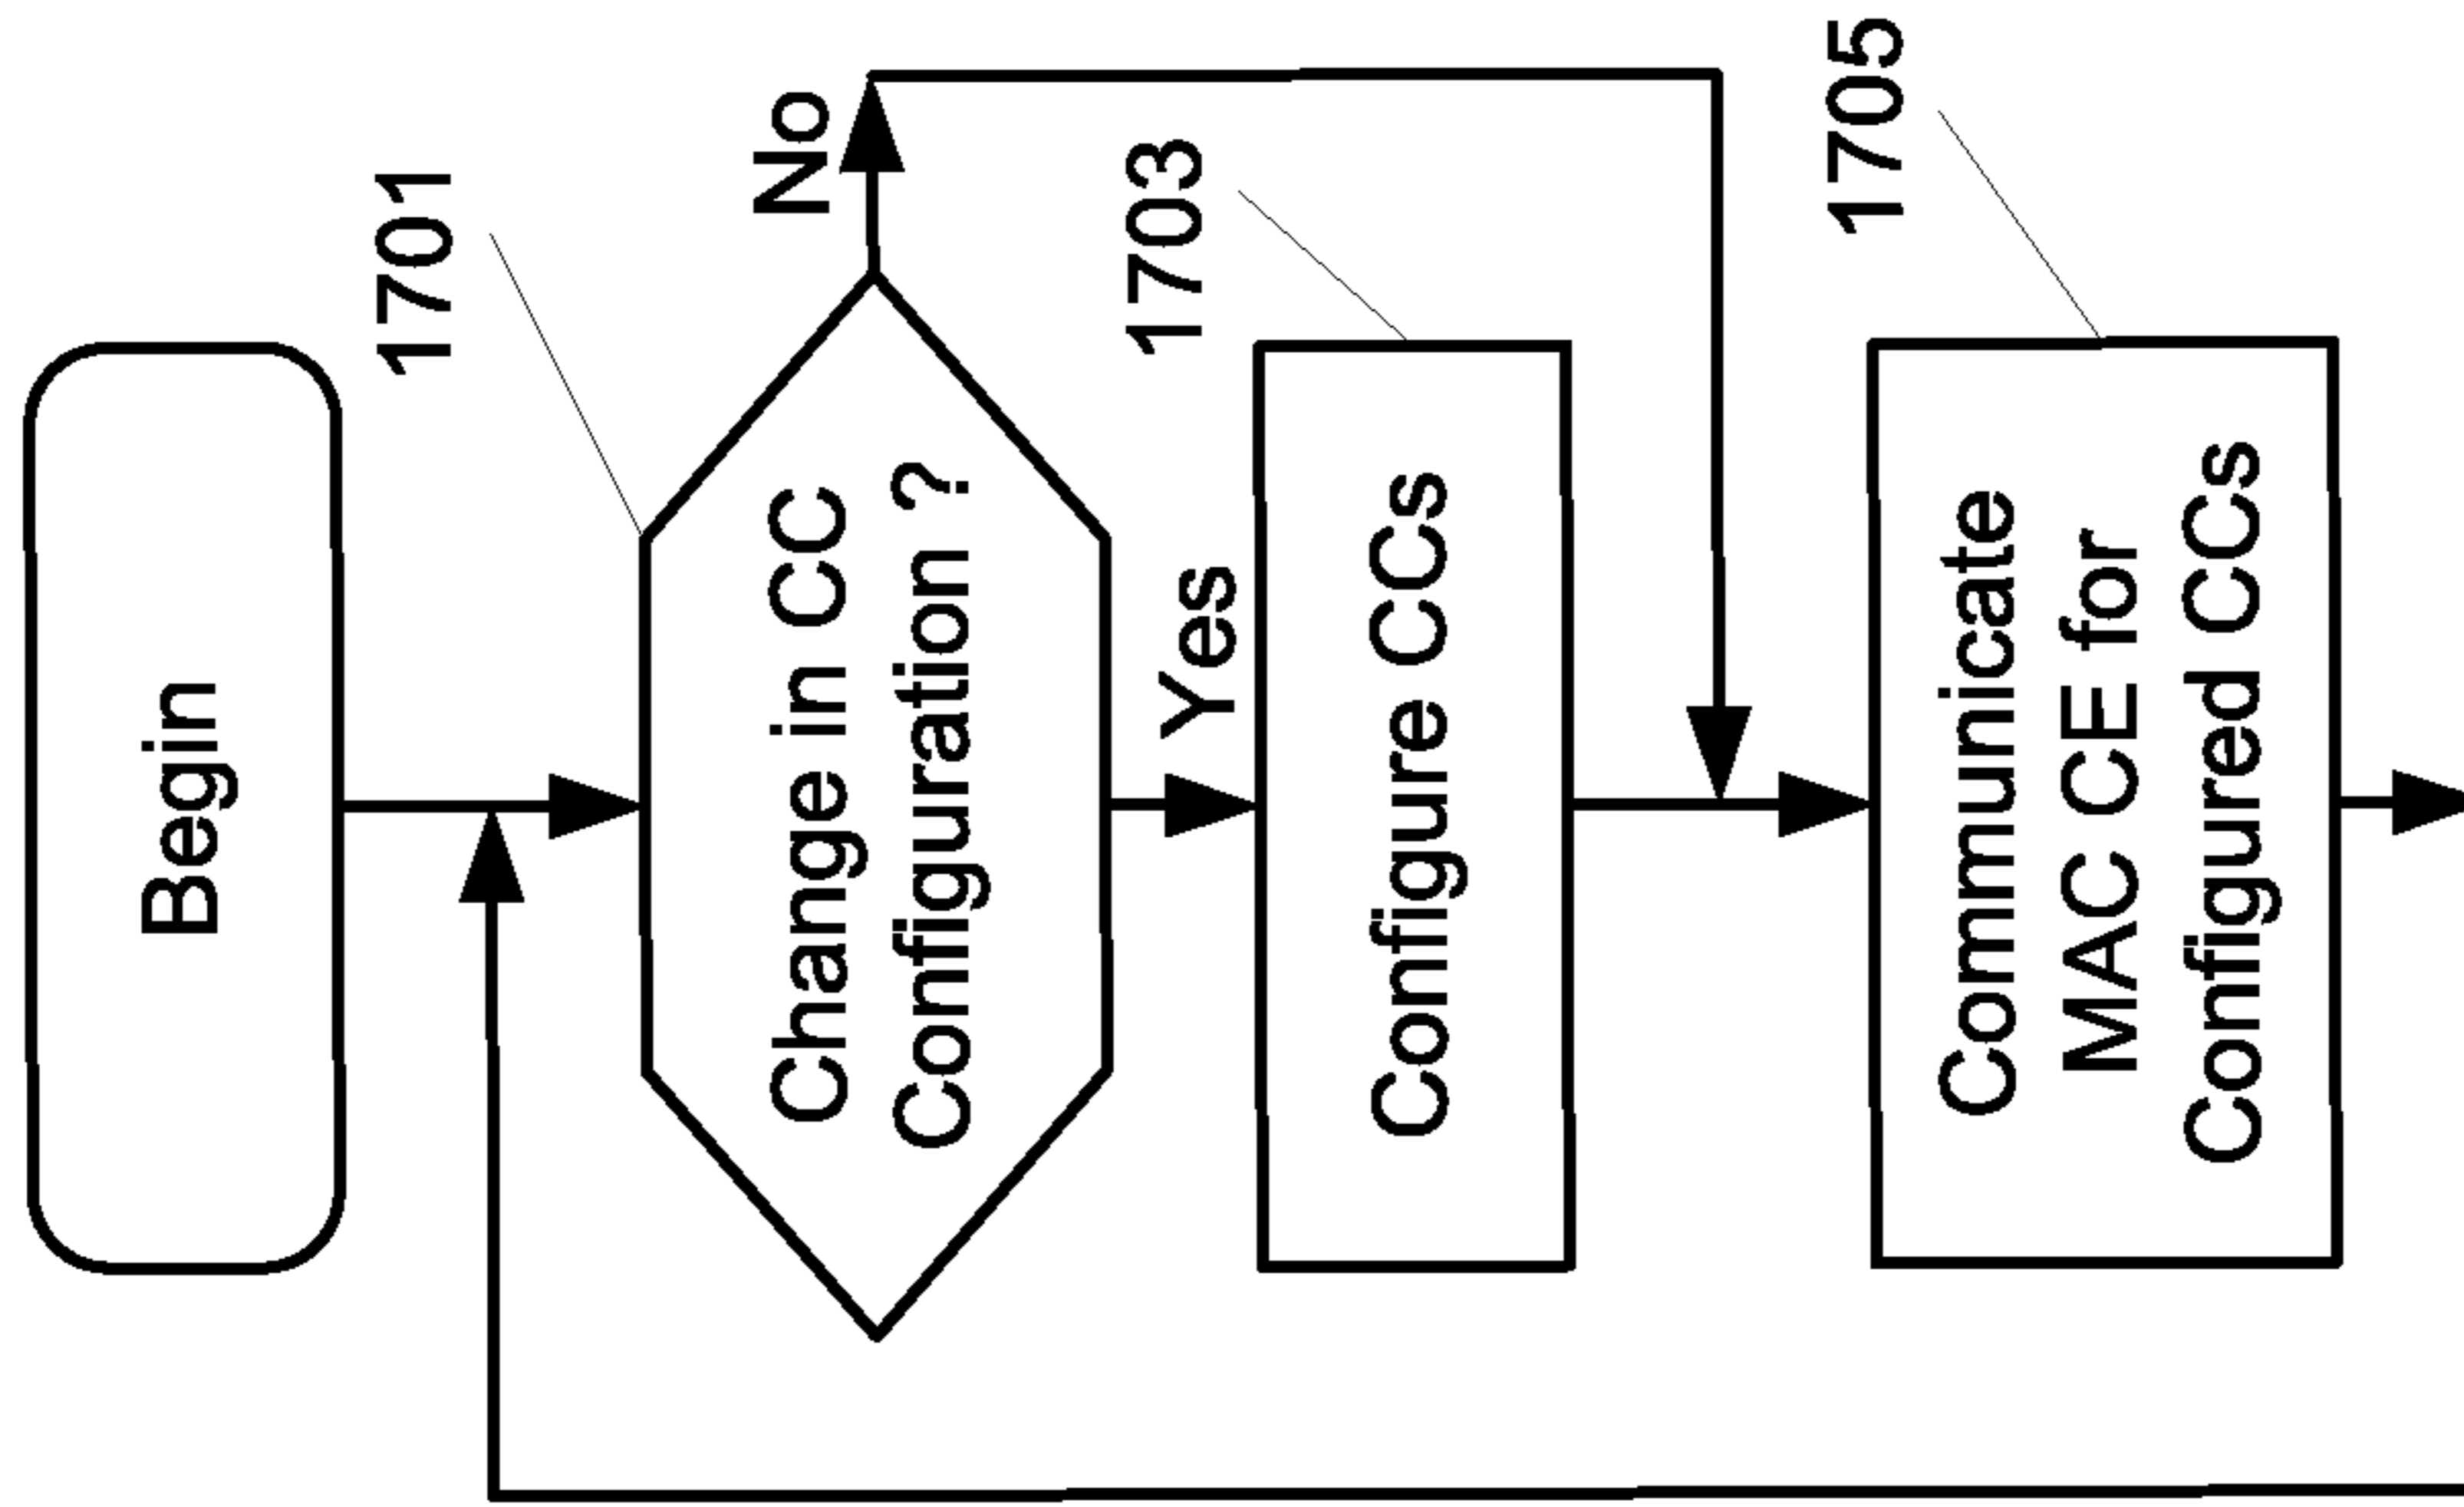 Begin
1701
Change in CC
Configuration ?
No
Yes
1703
Configure CCs
1705
Communicate
MAC CE for
Configured CCs